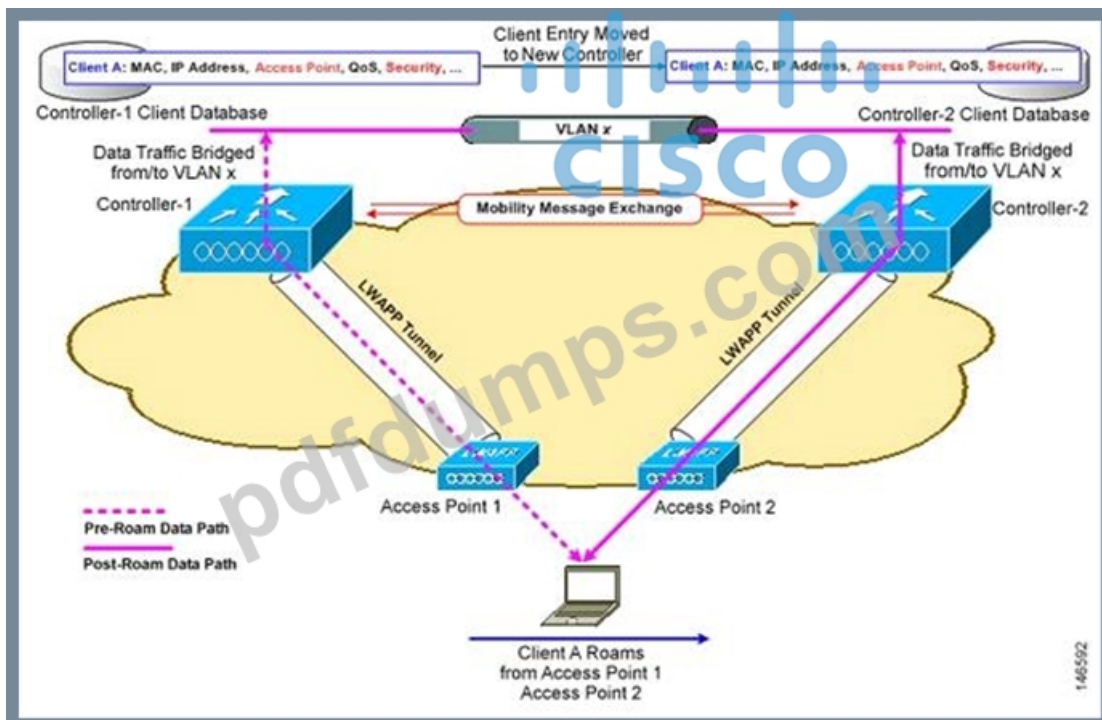 Client Entry Moved
to New Controller
Client A: MAC, IP Address, Access Point, QoS, Security, ...
Client A: MAC, IP Address, Access Point, QoS, Security, ...
Controller-1 Client Database
Controller-2 Client Database
VLAN x
CISCO
Data Traffic Bridged
from/to VLAN x
Data Traffic Bridged
from/to VLAN x
Controller-1
Mobility Message Exchange
Controller-2
LWAPP Tunnel
LWAPP Tunnel
pdfdumps.com
LWAPP
LWAPP
Access Point 1
Access Point 2
Pre-Roam Data Path
Post-Roam Data Path
Client A Roams
from Access Point 1
Access Point 2
146592